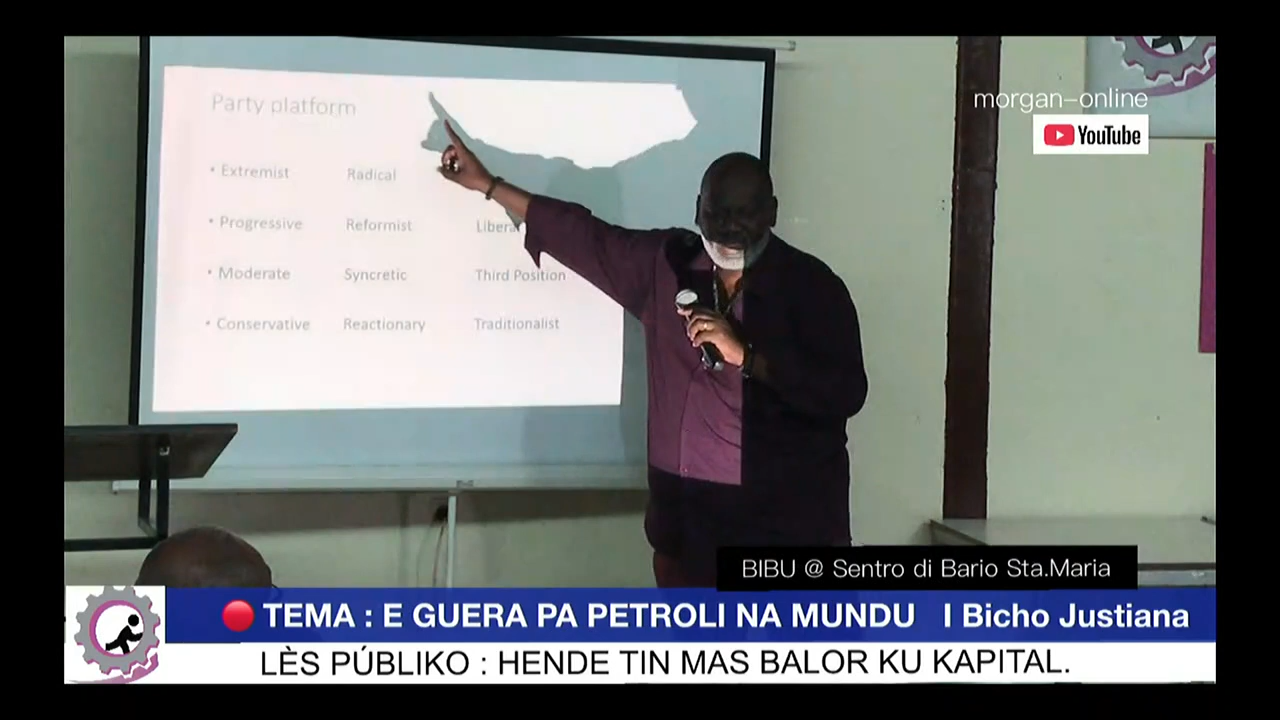 Party platform
morgan-online
YouTube
• Extremist Radical
• Progressive Reformist Libera
• Moderate Syncretic Third Position
• Conservative Reactionary Traditionalist
BIBU @ Sentro di Bario Sta.Maria
TEMA : E GUERA PA PETROLI NA MUNDU I Bicho Justiana
LÈS PÚBLIKO : HENDE TIN MAS BALOR KU KAPITAL.